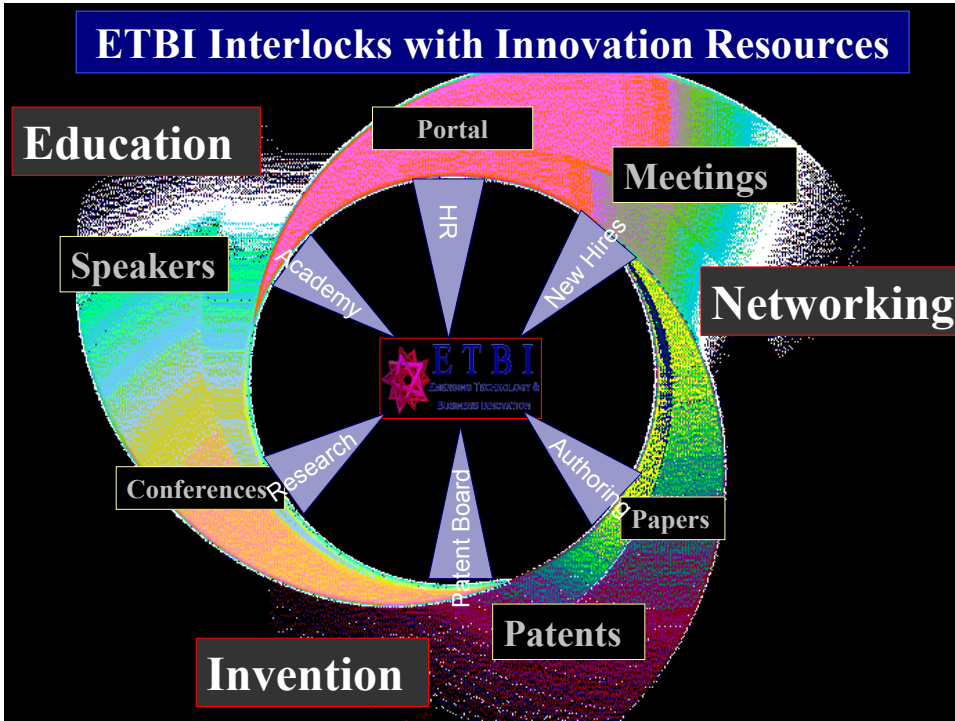 ETBI Interlocks with Innovation Resources
Portal
Education
Meetings
HR
New Hires
Speakers
Academy
Networking
ETBI
EMERGING TECHNOLOGY &
BUSINESS INNOVATION
Research
Authoring
Conferences
Patent Board
Papers
Patents
Invention